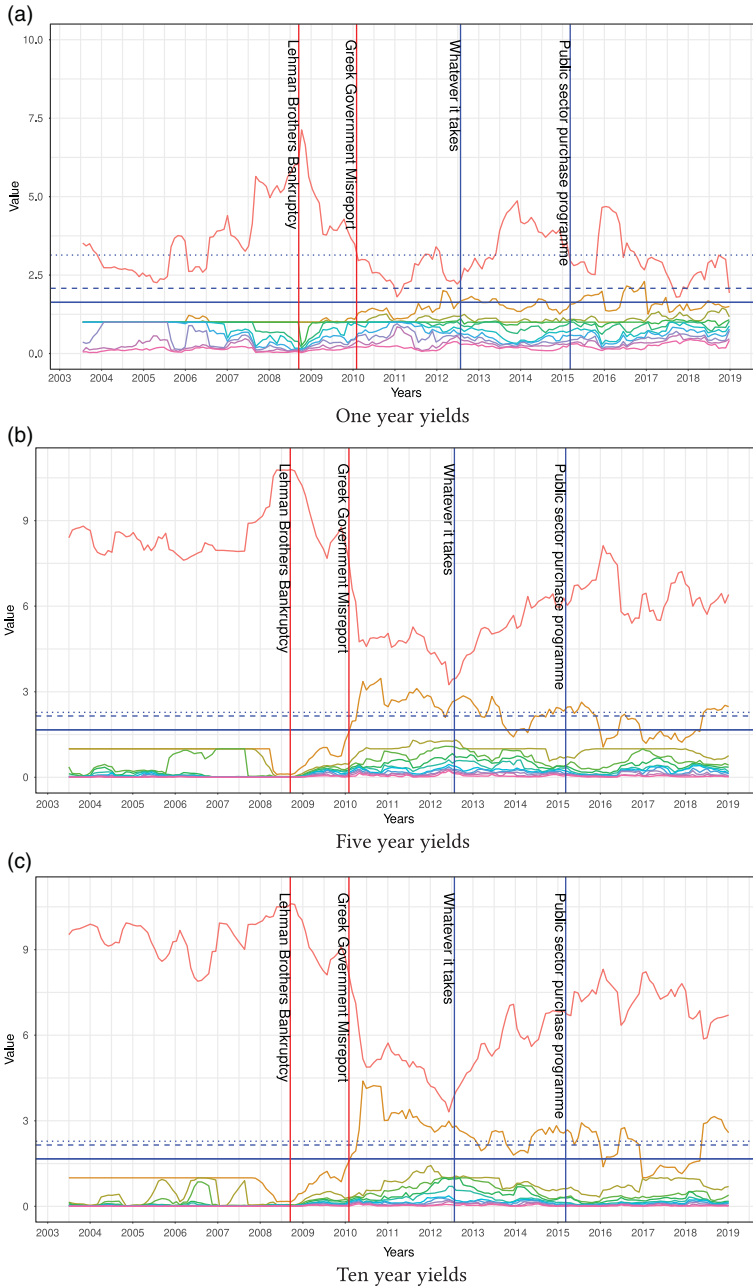 (a)
10.0
7.5
5.0
2.5
0.0
Value
Lehman Brothers Bankruptcy
Greek Government Misreport
Whatever it takes
Public sector purchase programme
2003 2004 2005 2006 2007 2008 2009 2010 2011 2012 2013 2014 2015 2016 2017 2018 2019
Years
One year yields
(b)
9
6
3
0
Value
Lehman Brothers Bankruptcy
Greek Government Misreport
Whatever it takes
Public sector purchase programme
2003 2004 2005 2006 2007 2008 2009 2010 2011 2012 2013 2014 2015 2016 2017 2018 2019
Years
Five year yields
(c)
9
6
3
0
Value
Lehman Brothers Bankruptcy
Greek Government Misreport
Whatever it takes
Public sector purchase programme
2003 2004 2005 2006 2007 2008 2009 2010 2011 2012 2013 2014 2015 2016 2017 2018 2019
Years
Ten year yields